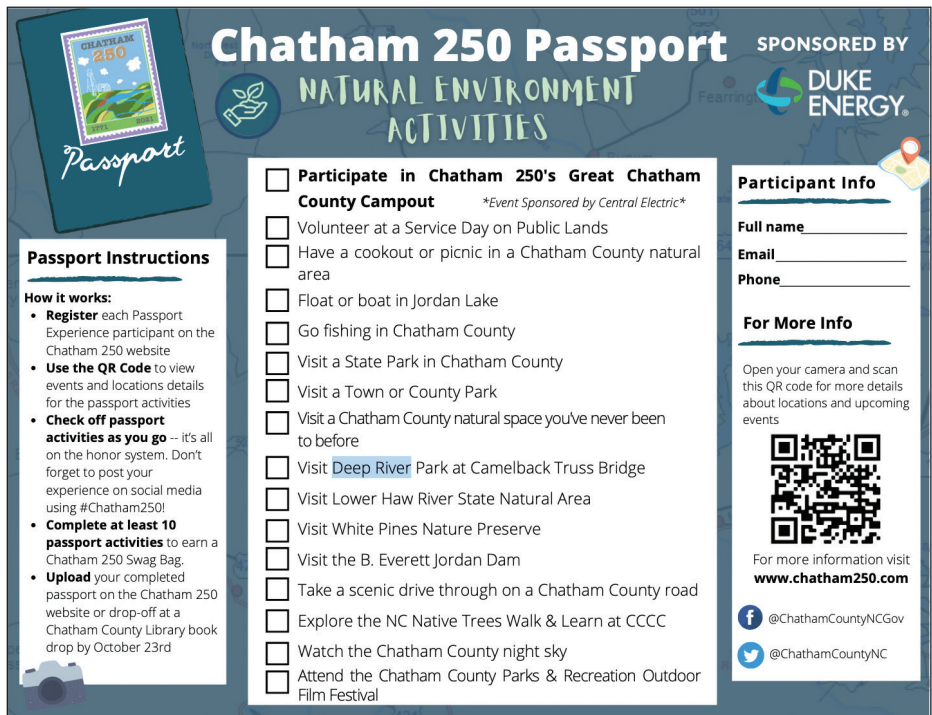 CHATHAM
250
1771 2021
Passport
Chatham 250 Passport
NATURAL ENVIRONMENT
ACTIVITIES
SPONSORED BY
DUKE
ENERGY®
Passport Instructions
How it works:
• Register each Passport
Experience participant on the
Chatham 250 website
• Use the QR Code to view
events and locations details
for the passport activities
• Check off passport
activities as you go -- it's all
on the honor system. Don't
forget to post your
experience on social media
using #Chatham250!
• Complete at least 10
passport activities to earn a
Chatham 250 Swag Bag.
• Upload your completed
passport on the Chatham 250
website or drop-off at a
Chatham County Library book
drop by October 23rd
Participate in Chatham 250's Great Chatham
County Campout *Event Sponsored by Central Electric*
Volunteer at a Service Day on Public Lands
Have a cookout or picnic in a Chatham County natural
area
Float or boat in Jordan Lake
Go fishing in Chatham County
Visit a State Park in Chatham County
Visit a Town or County Park
Visit a Chatham County natural space you've never been
to before
Visit Deep River Park at Camelback Truss Bridge
Visit Lower Haw River State Natural Area
Visit White Pines Nature Preserve
Visit the B. Everett Jordan Dam
Take a scenic drive through on a Chatham County road
Explore the NC Native Trees Walk & Learn at CCCC
Watch the Chatham County night sky
Attend the Chatham County Parks & Recreation Outdoor
Film Festival
Participant Info
Full name
Email
Phone
For More Info
Open your camera and scan
this QR code for more details
about locations and upcoming
events
For more information visit
www.chatham250.com
@ChathamCountyNCGov
@ChathamCountyNC